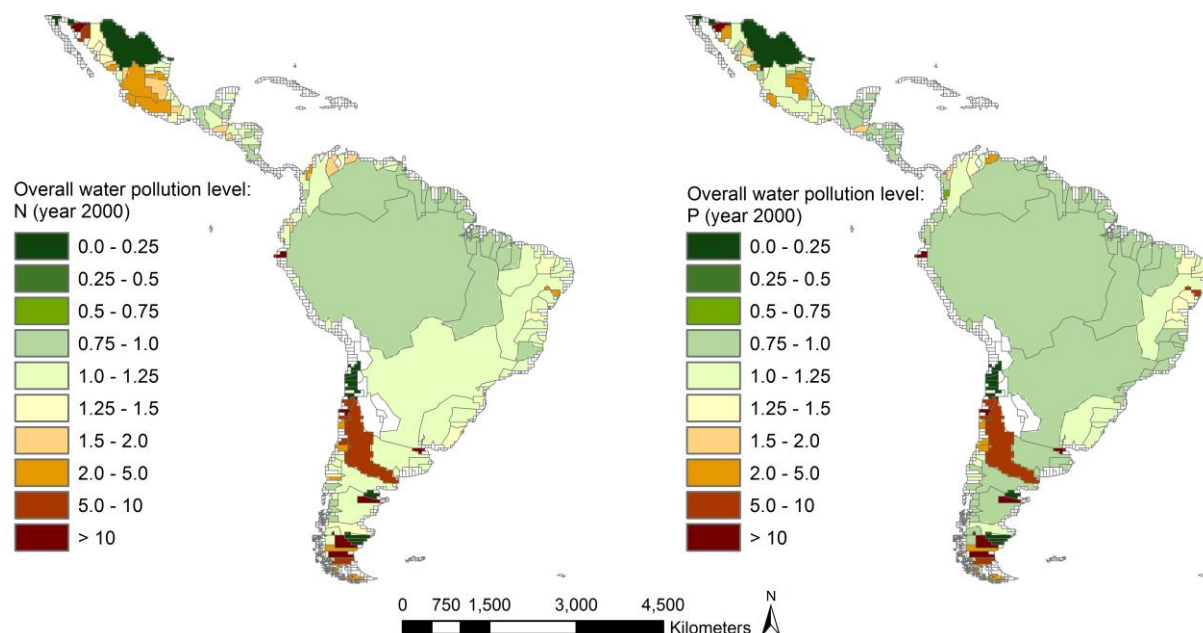 Overall water pollution level:
N (year 2000)
0.0 - 0.25
0.25 - 0.5
0.5 - 0.75
0.75 - 1.0
1.0 - 1.25
1.25 - 1.5
1.5 - 2.0
2.0 - 5.0
5.0 - 10
> 10
Overall water pollution level:
P (year 2000)
0.0 - 0.25
0.25 - 0.5
0.5 - 0.75
0.75 - 1.0
1.0 - 1.25
1.25 - 1.5
1.5 - 2.0
2.0 - 5.0
5.0 - 10
> 10
0 750 1,500 3,000 4,500
Kilometers
N